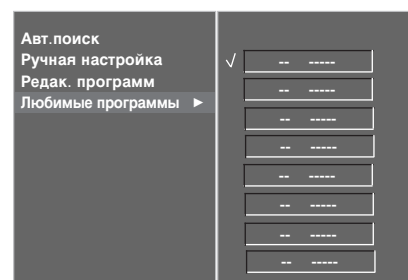 Авт.поиск
Ручная настройка
Редак. программ
Любимые программы ►
√ -- -----
-- -----
-- -----
-- -----
-- -----
-- -----
-- -----
-- -----